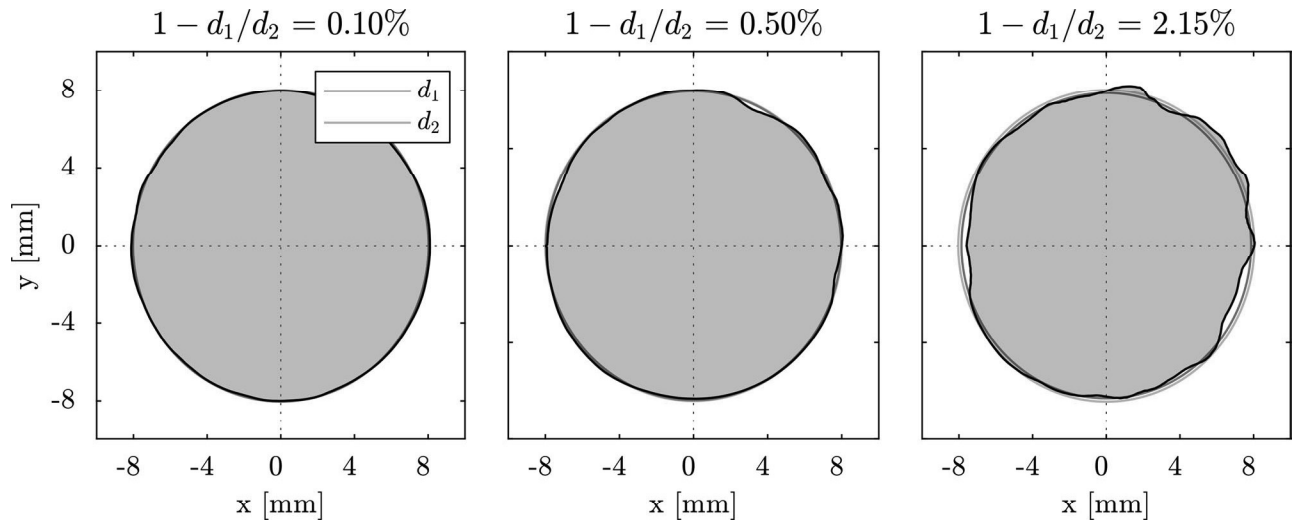 1 − d₁/d₂ = 0.10%
1 − d₁/d₂ = 0.50%
1 − d₁/d₂ = 2.15%
d₁
d₂
y [mm]
8
4
0
-4
-8
-8 -4 0 4 8
-8 -4 0 4 8
-8 -4 0 4 8
x [mm]
x [mm]
x [mm]